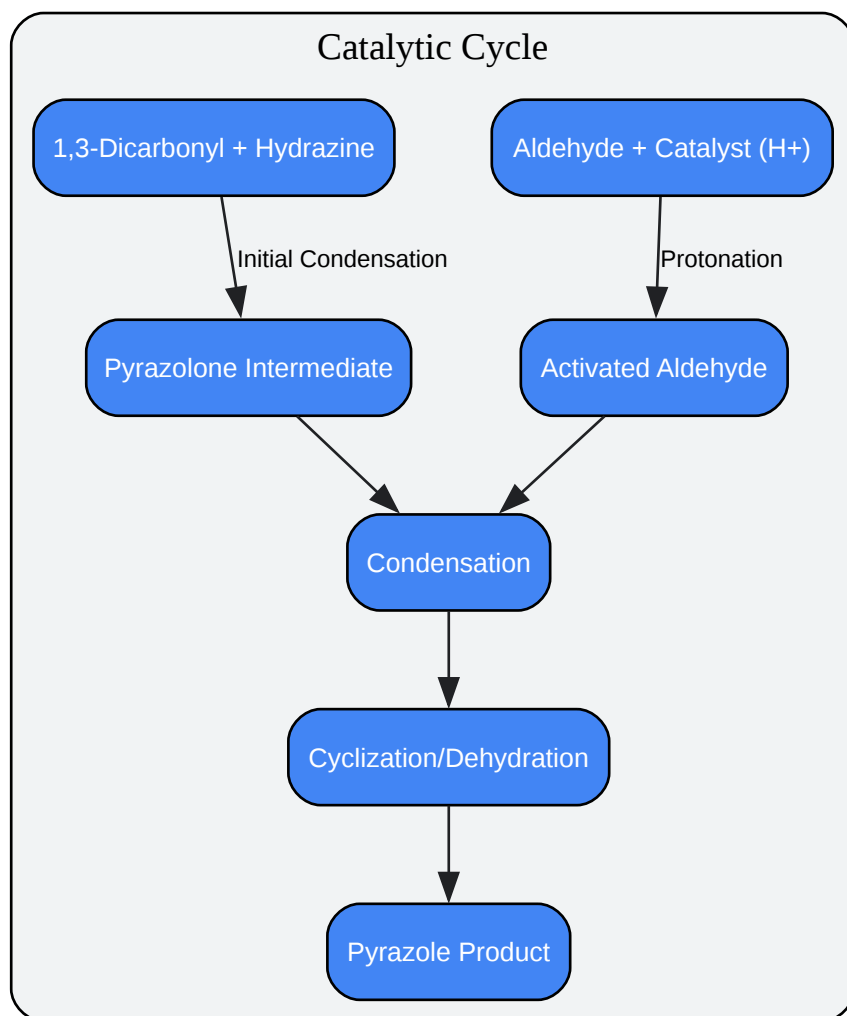 Catalytic Cycle
1,3-Dicarbonyl + Hydrazine
Aldehyde + Catalyst (H+)
Initial Condensation
Protonation
Pyrazolone Intermediate
Activated Aldehyde
Condensation
Cyclization/Dehydration
Pyrazole Product